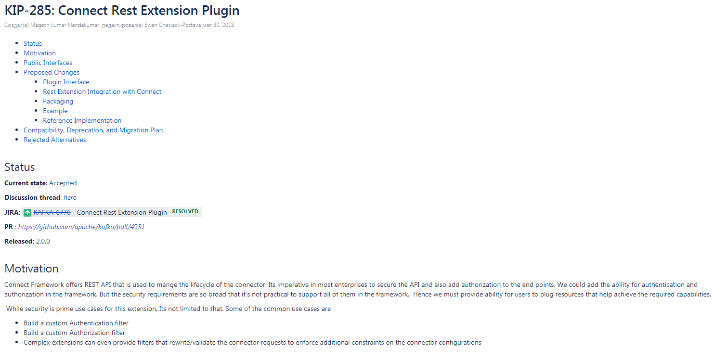 KIP-285: Connect Rest Extension Plugin
Magesh kumar Nandakumar, Ewen Cheslack-Postava 30, 2018
Status
Motivation
Public Interfaces
Proposed Changes
Plugin Interface
Rest Extension Integration with Connect
Packaging
Example
Reference Implementation
Compatibility, Deprecation, and Migration Plan
Rejected Alternatives
Status
Current state: Accepted
Discussion thread: here
JIRA: KAFKA-6776 Connect Rest Extension Plugin RESOLVED
PR : https://github.com/apache/kafka/pull/4931
Released: 2.0.0
Motivation
Connect Framework offers REST API that is used to mange the lifecycle of the connector. Its imperative in most enterprises to secure the API and also add authorization to the end points. We could add the ability for authentication and
authorization in the framework. But the security requirements are so broad that it's not practical to support all of them in the framework. Hence we must provide ability for users to plug resources that help achieve the required capabilities.
While security is prime use cases for this extension. Its not limited to that. Some of the common use cases are
Build a custom Authentication filter
Build a custom Authorization filter
Complex extensions can even provide filters that rewrite/validate the connector requests to enforce additional constraints on the connector configurations